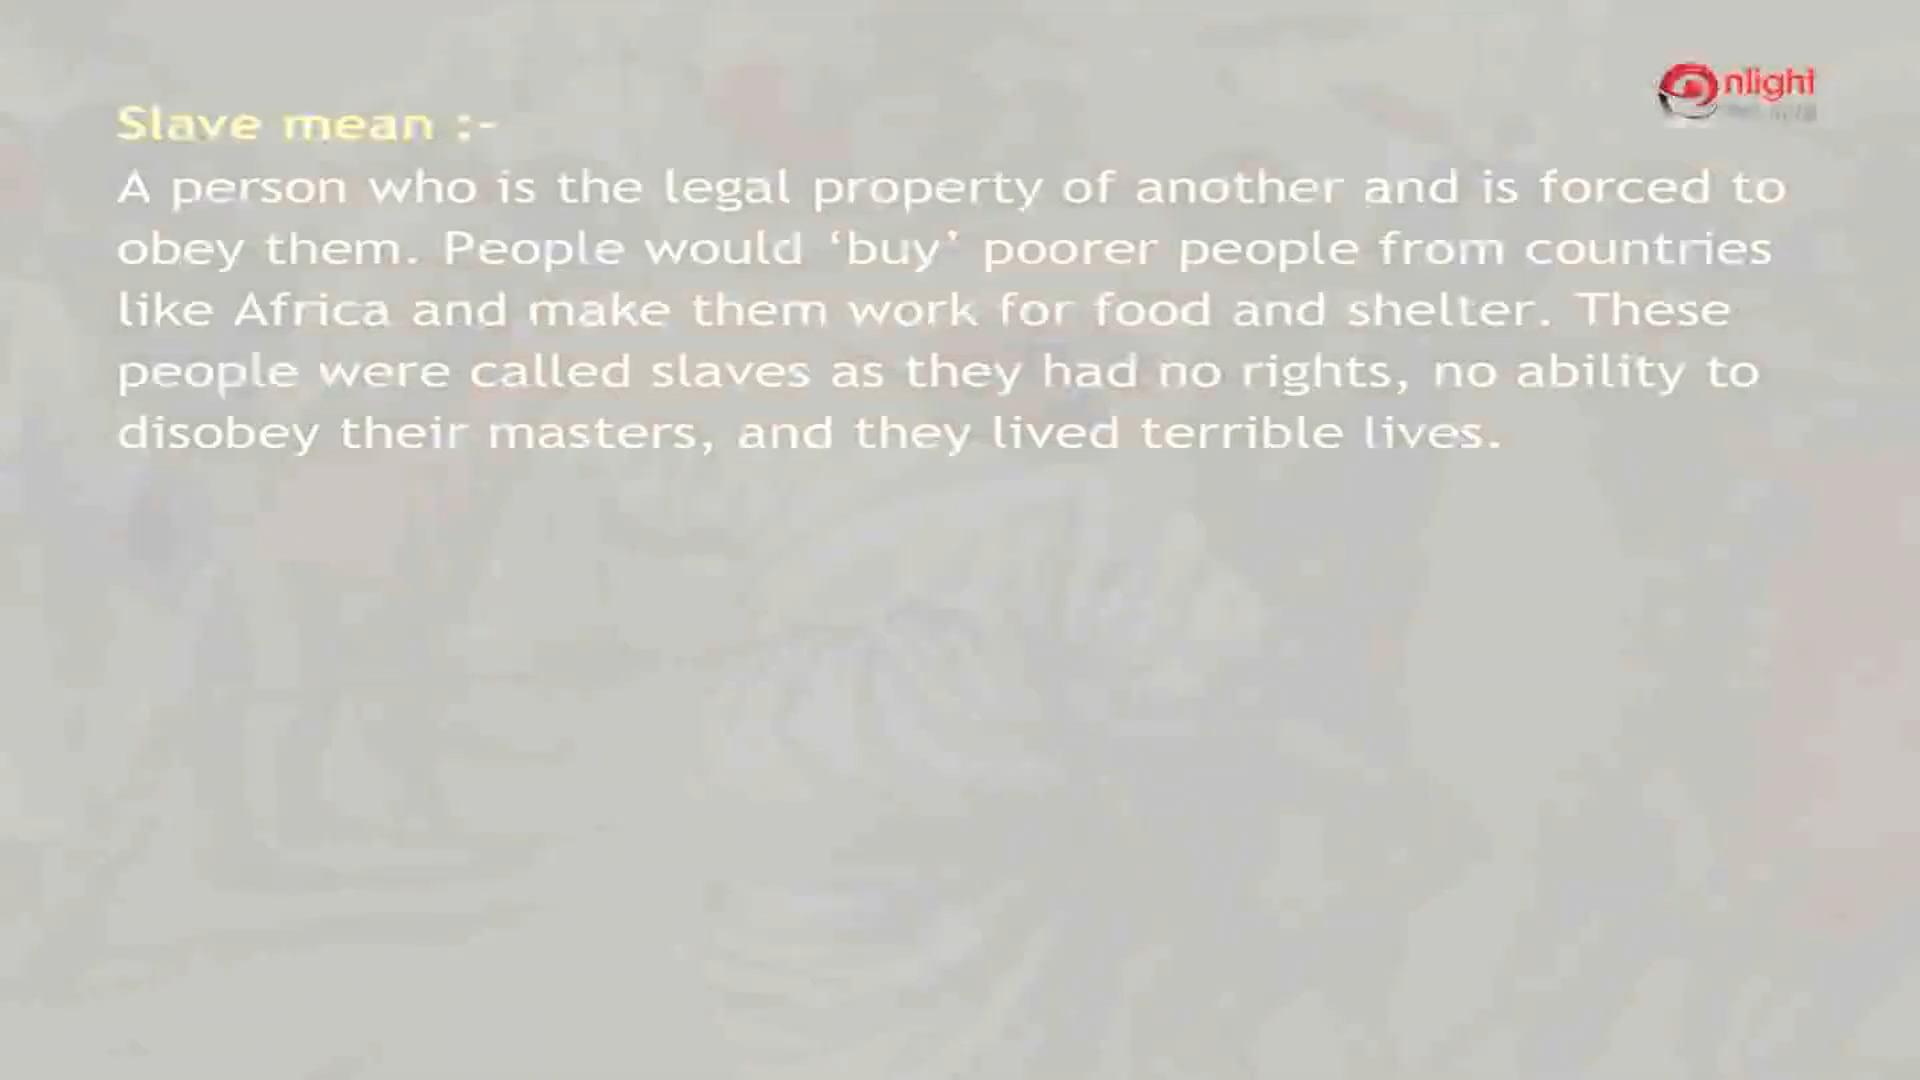 nlight
Slave mean :-
A person who is the legal property of another and is forced to
obey them. People would ‘buy’ poorer people from countries
like Africa and make them work for food and shelter. These
people were called slaves as they had no rights, no ability to
disobey their masters, and they lived terrible lives.